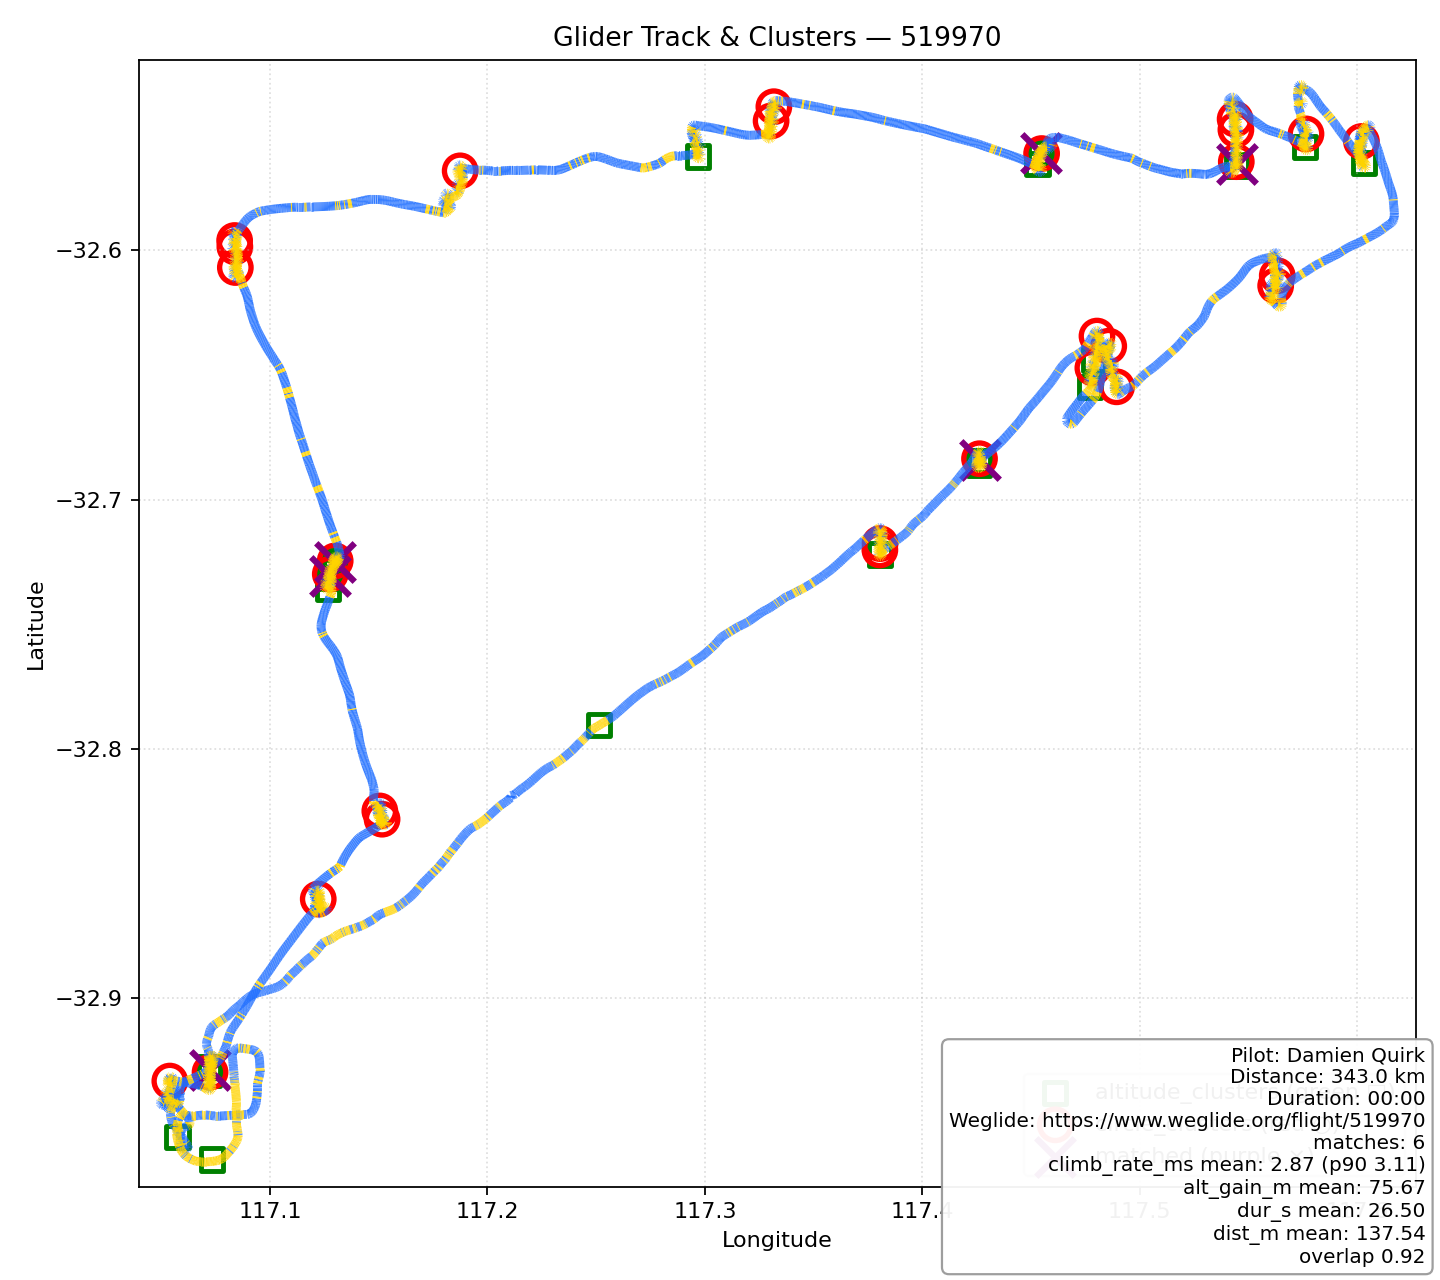 Glider Track & Clusters — 519970
Latitude
−32.6
−32.7
−32.8
−32.9
117.1
117.2
117.3
117.4
117.5
Longitude
altitude_cluster
matched (purple
Pilot: Damien Quirk
Distance: 343.0 km
Duration: 00:00
Weglide: https://www.weglide.org/flight/519970
matches: 6
climb_rate_ms mean: 2.87 (p90 3.11)
alt_gain_m mean: 75.67
dur_s mean: 26.50
dist_m mean: 137.54
overlap 0.92